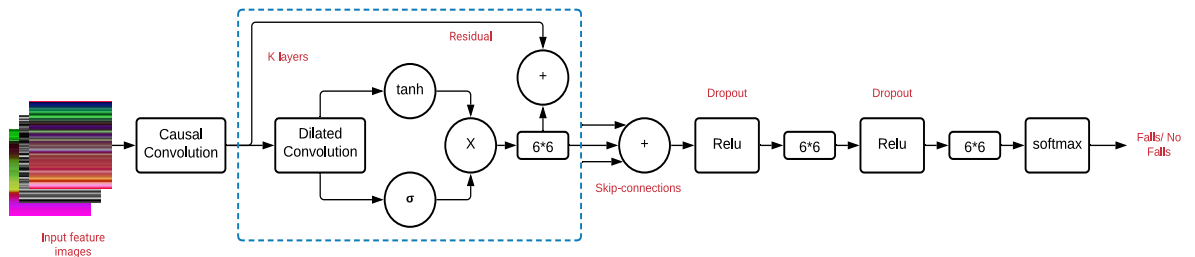 Input feature
images
Causal
Convolution
K layers
Residual
Dilated
Convolution
tanh
σ
X
6*6
+
+
Skip-connections
Dropout
Relu
6*6
Dropout
Relu
6*6
softmax
Falls/ No
Falls